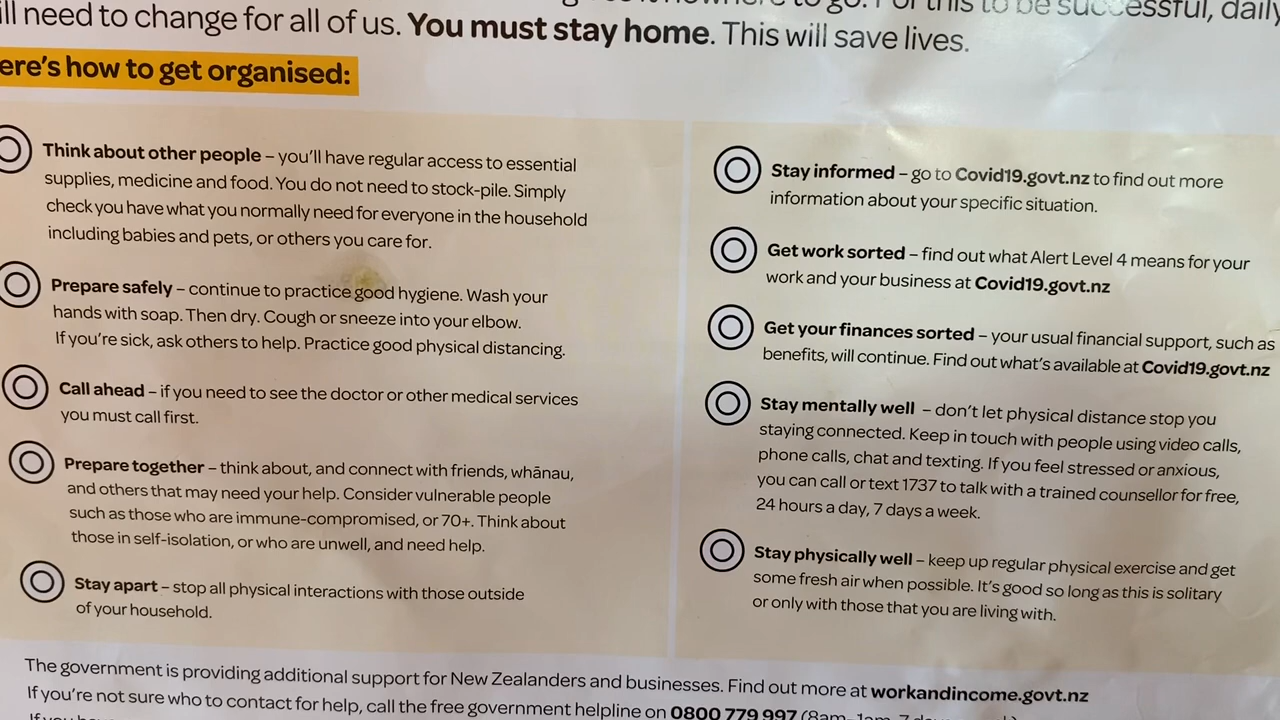 ill need to change for all of us. You must stay home. This will save lives.
ere's how to get organised:
Think about other people – you'll have regular access to essential
supplies, medicine and food. You do not need to stock-pile. Simply
check you have what you normally need for everyone in the household
including babies and pets, or others you care for.
Prepare safely – continue to practice good hygiene. Wash your
hands with soap. Then dry. Cough or sneeze into your elbow.
If you're sick, ask others to help. Practice good physical distancing.
Call ahead – if you need to see the doctor or other medical services
you must call first.
Prepare together – think about, and connect with friends, whānau,
and others that may need your help. Consider vulnerable people
such as those who are immune-compromised, or 70+. Think about
those in self-isolation, or who are unwell, and need help.
Stay apart – stop all physical interactions with those outside
of your household.
Stay informed – go to Covid19.govt.nz to find out more
information about your specific situation.
Get work sorted – find out what Alert Level 4 means for your
work and your business at Covid19.govt.nz
Get your finances sorted – your usual financial support, such as
benefits, will continue. Find out what's available at Covid19.govt.nz
Stay mentally well – don't let physical distance stop you
staying connected. Keep in touch with people using video calls,
phone calls, chat and texting. If you feel stressed or anxious,
you can call or text 1737 to talk with a trained counsellor for free,
24 hours a day, 7 days a week.
Stay physically well – keep up regular physical exercise and get
some fresh air when possible. It's good so long as this is solitary
or only with those that you are living with.
The government is providing additional support for New Zealanders and businesses. Find out more at workandincome.govt.nz
If you're not sure who to contact for help, call the free government helpline on 0800 779 997